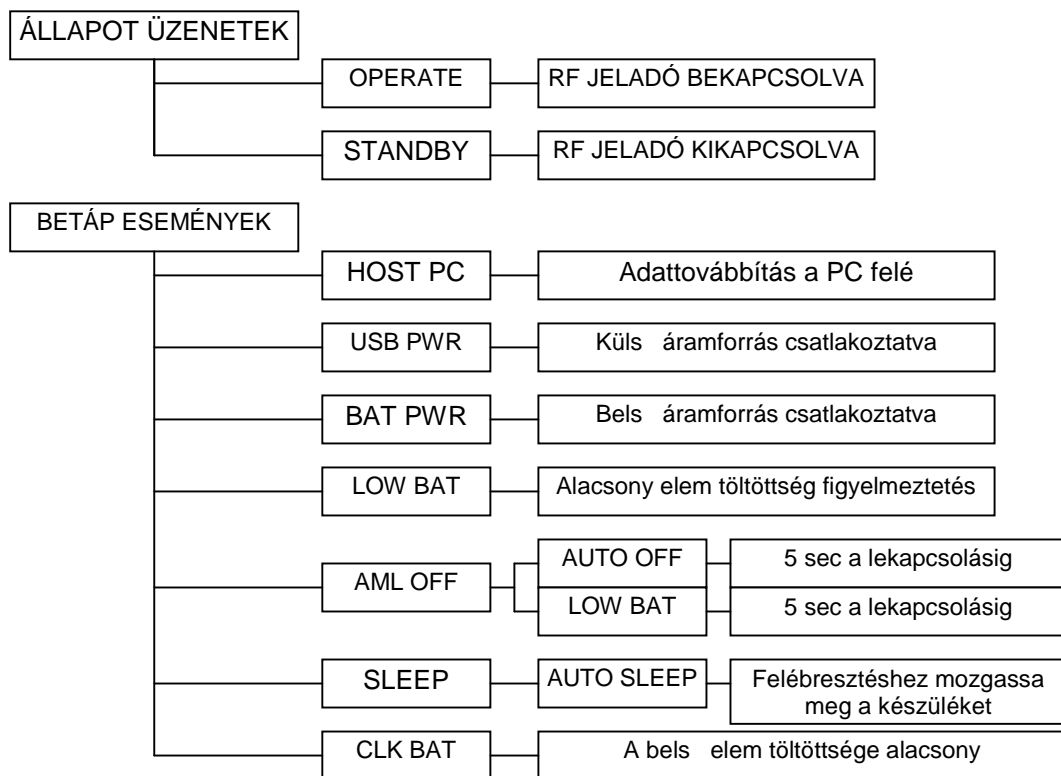 ÁLLAPOT ÜZENETEK
OPERATE
RF JELADÓ BEKAPCSOLVA
STANDBY
RF JELADÓ KIKAPCSOLVA
BETÁP ESEMÉNYEK
HOST PC
Adattovábbítás a PC felé
USB PWR
Küls áramforrás csatlakoztatva
BAT PWR
Bels áramforrás csatlakoztatva
LOW BAT
Alacsony elem töltöttség figyelmeztetés
AML OFF
AUTO OFF
5 sec a lekapcsolásig
LOW BAT
5 sec a lekapcsolásig
SLEEP
AUTO SLEEP
Felébresztéshez mozgassa
meg a készüléket
CLK BAT
A bels elem töltöttsége alacsony